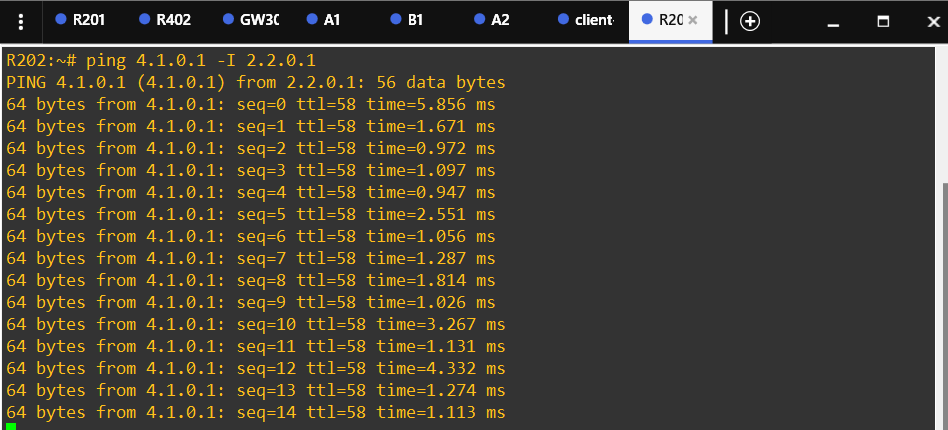 R201 R402 GW30 A1 B1 A2 client R20
R202:~# ping 4.1.0.1 -I 2.2.0.1
PING 4.1.0.1 (4.1.0.1) from 2.2.0.1: 56 data bytes
64 bytes from 4.1.0.1: seq=0 ttl=58 time=5.856 ms
64 bytes from 4.1.0.1: seq=1 ttl=58 time=1.671 ms
64 bytes from 4.1.0.1: seq=2 ttl=58 time=0.972 ms
64 bytes from 4.1.0.1: seq=3 ttl=58 time=1.097 ms
64 bytes from 4.1.0.1: seq=4 ttl=58 time=0.947 ms
64 bytes from 4.1.0.1: seq=5 ttl=58 time=2.551 ms
64 bytes from 4.1.0.1: seq=6 ttl=58 time=1.056 ms
64 bytes from 4.1.0.1: seq=7 ttl=58 time=1.287 ms
64 bytes from 4.1.0.1: seq=8 ttl=58 time=1.814 ms
64 bytes from 4.1.0.1: seq=9 ttl=58 time=1.026 ms
64 bytes from 4.1.0.1: seq=10 ttl=58 time=3.267 ms
64 bytes from 4.1.0.1: seq=11 ttl=58 time=1.131 ms
64 bytes from 4.1.0.1: seq=12 ttl=58 time=4.332 ms
64 bytes from 4.1.0.1: seq=13 ttl=58 time=1.274 ms
64 bytes from 4.1.0.1: seq=14 ttl=58 time=1.113 ms